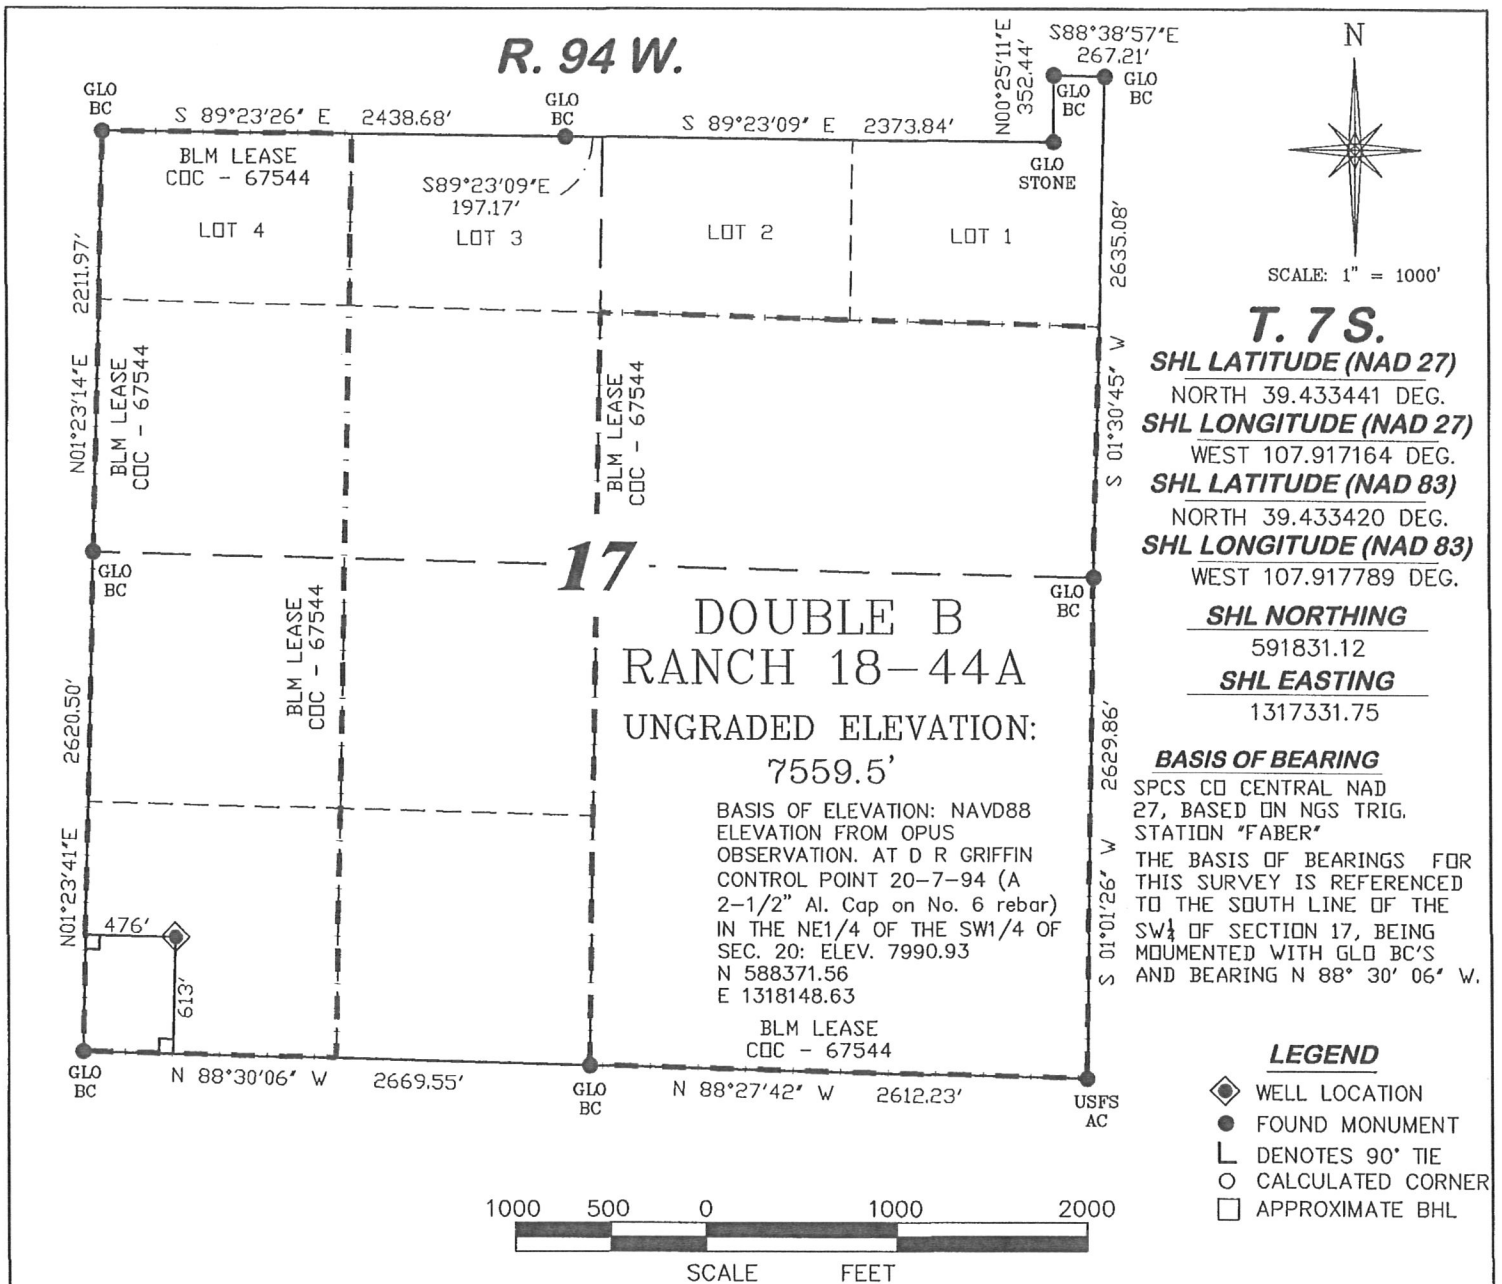 R. 94 W.
S88°38'57"E
267.21'
N00°25'11"E
352.44'
N
GLO
BC
GLO
BC
GLO
BC
GLO
BC
S 89°23'26" E 2438.68'
S 89°23'09" E 2373.84'
GLO
STONE
BLM LEASE
COC - 67544
S89°23'09"E
197.17'
LOT 4
LOT 3
LOT 2
LOT 1
2211.97'
N01°23'14"E
BLM LEASE
COC - 67544
BLM LEASE
COC - 67544
2635.08'
S 01°30'45" W
SCALE: 1" = 1000'
T. 7 S.
SHL LATITUDE (NAD 27)
NORTH 39.433441 DEG.
SHL LONGITUDE (NAD 27)
WEST 107.917164 DEG.
SHL LATITUDE (NAD 83)
NORTH 39.433420 DEG.
SHL LONGITUDE (NAD 83)
WEST 107.917789 DEG.
SHL NORTHING
591831.12
SHL EASTING
1317331.75
GLO
BC
17
GLO
BC
BLM LEASE
COC - 67544
DOUBLE B
RANCH 18-44A
UNGRADED ELEVATION:
7559.5'
BASIS OF ELEVATION: NAVD88
ELEVATION FROM OPUS
OBSERVATION. AT D R GRIFFIN
CONTROL POINT 20-7-94 (A
2-1/2" Al. Cap on No. 6 rebar)
IN THE NE1/4 OF THE SW1/4 OF
SEC. 20: ELEV. 7990.93
N 588371.56
E 1318148.63
BLM LEASE
COC - 67544
2620.50'
N01°23'41"E
476'
613'
2629.86'
S 01°01'26" W
BASIS OF BEARING
SPCS CO CENTRAL NAD
27, BASED ON NGS TRIG.
STATION "FABER"
THE BASIS OF BEARINGS FOR
THIS SURVEY IS REFERENCED
TO THE SOUTH LINE OF THE
SW¼ OF SECTION 17, BEING
MOUMENTED WITH GLO BC'S
AND BEARING N 88° 30' 06" W.
GLO
BC
N 88°30'06" W 2669.55'
GLO
BC
N 88°27'42" W 2612.23'
USFS
AC
LEGEND
WELL LOCATION
FOUND MONUMENT
DENOTES 90° TIE
CALCULATED CORNER
APPROXIMATE BHL
1000 500 0 1000 2000
SCALE FEET